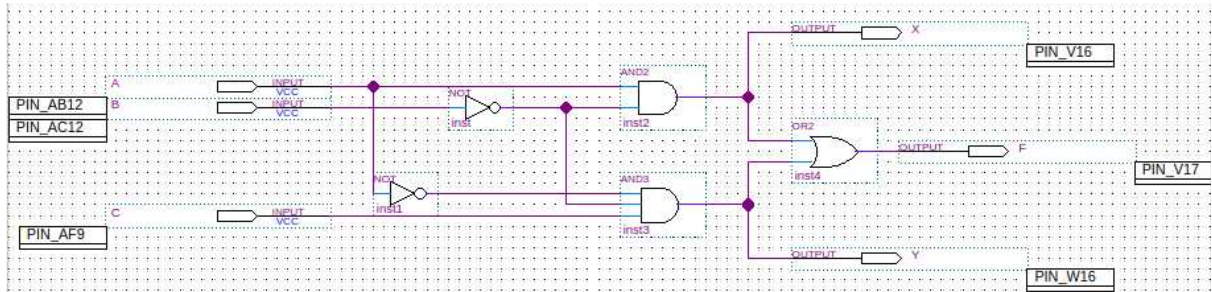 OUTPUT X
PIN_V16
AND2
A INPUT
VCC
NOT
PIN_AB12 B INPUT
VCC
PIN_AC12 inst inst2
OR2
OUTPUT F
PIN_V17
NOT AND3 inst4
C INPUT inst1
VCC
PIN_AF9 inst3
OUTPUT Y
PIN_W16